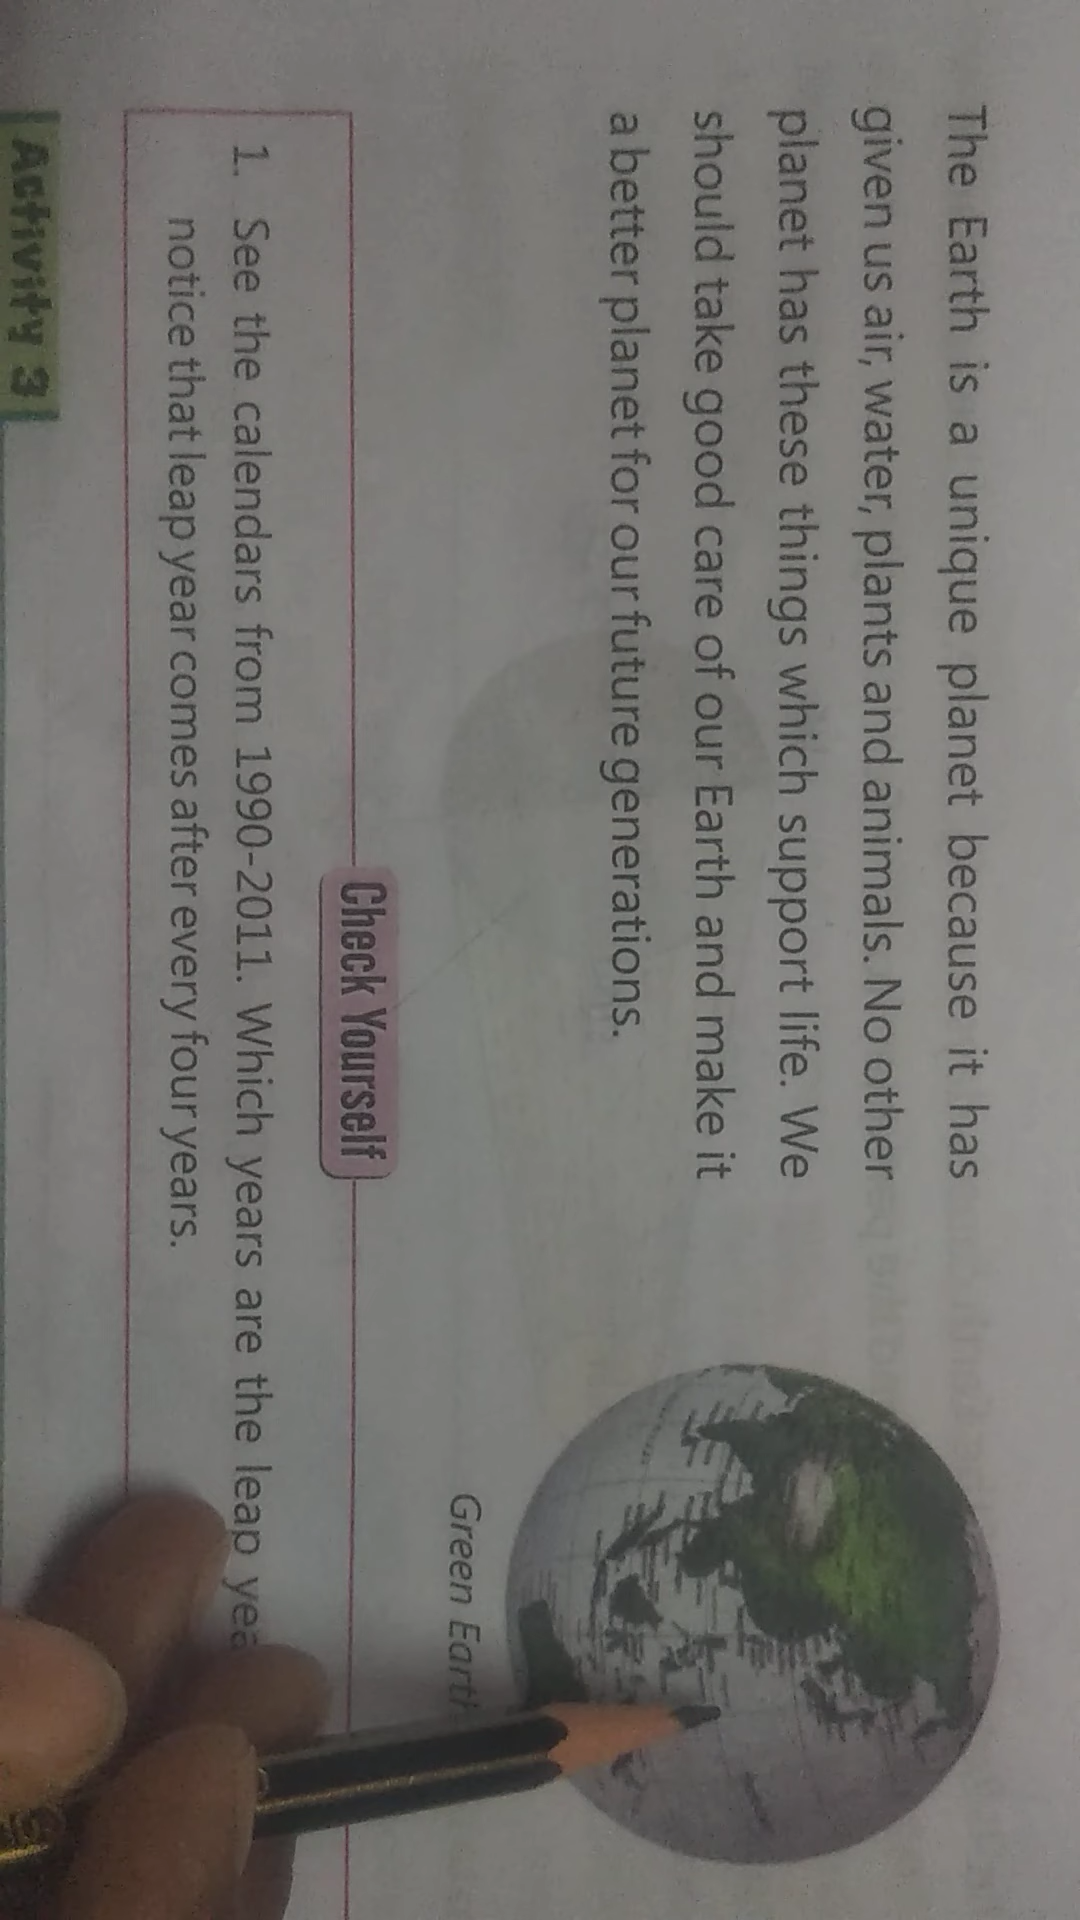 The Earth is a unique planet because it has
given us air, water, plants and animals. No other
planet has these things which support life. We
should take good care of our Earth and make it
a better planet for our future generations.
Green Eart
Check Yourself
1. See the calendars from 1990-2011. Which years are the leap yea
notice that leap year comes after every four years.
Activity 3